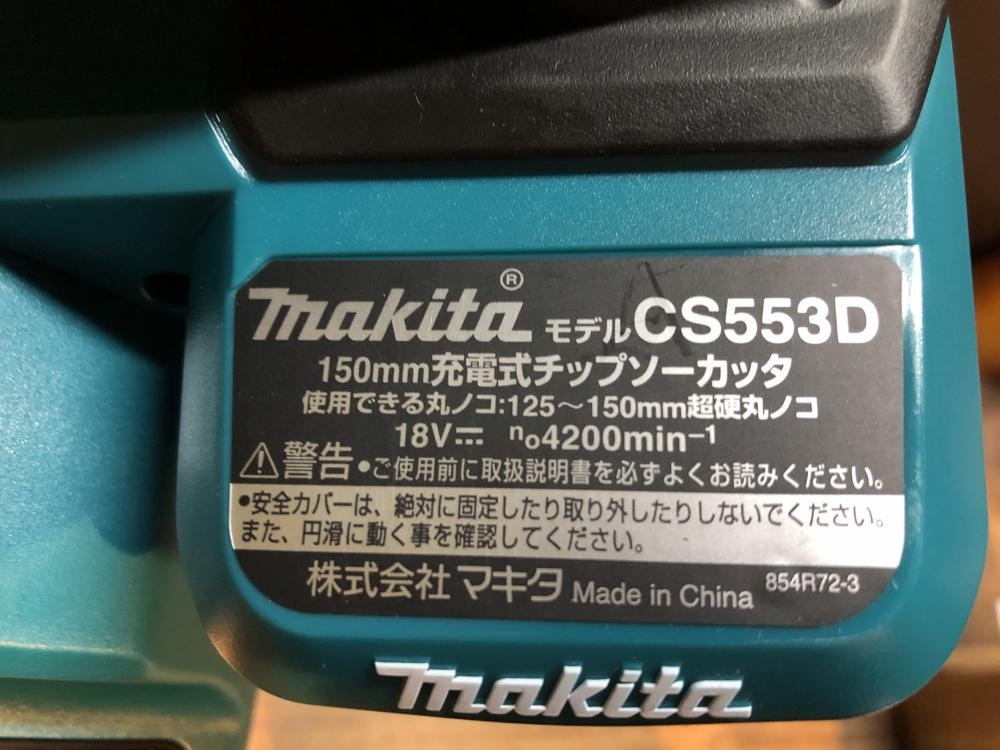 makita® モデル CS553D
150mm充電式チップソーカッタ
使用できる丸ノコ:125～150mm超硬丸ノコ
18V⎓ n₀4200min⁻¹
⚠警告 •ご使用前に取扱説明書を必ずよくお読みください。
•安全カバーは、絶対に固定したり取り外したりしないでください。
また、円滑に動く事を確認してください。
株式会社 マキタ Made in China 854R72-3
makita